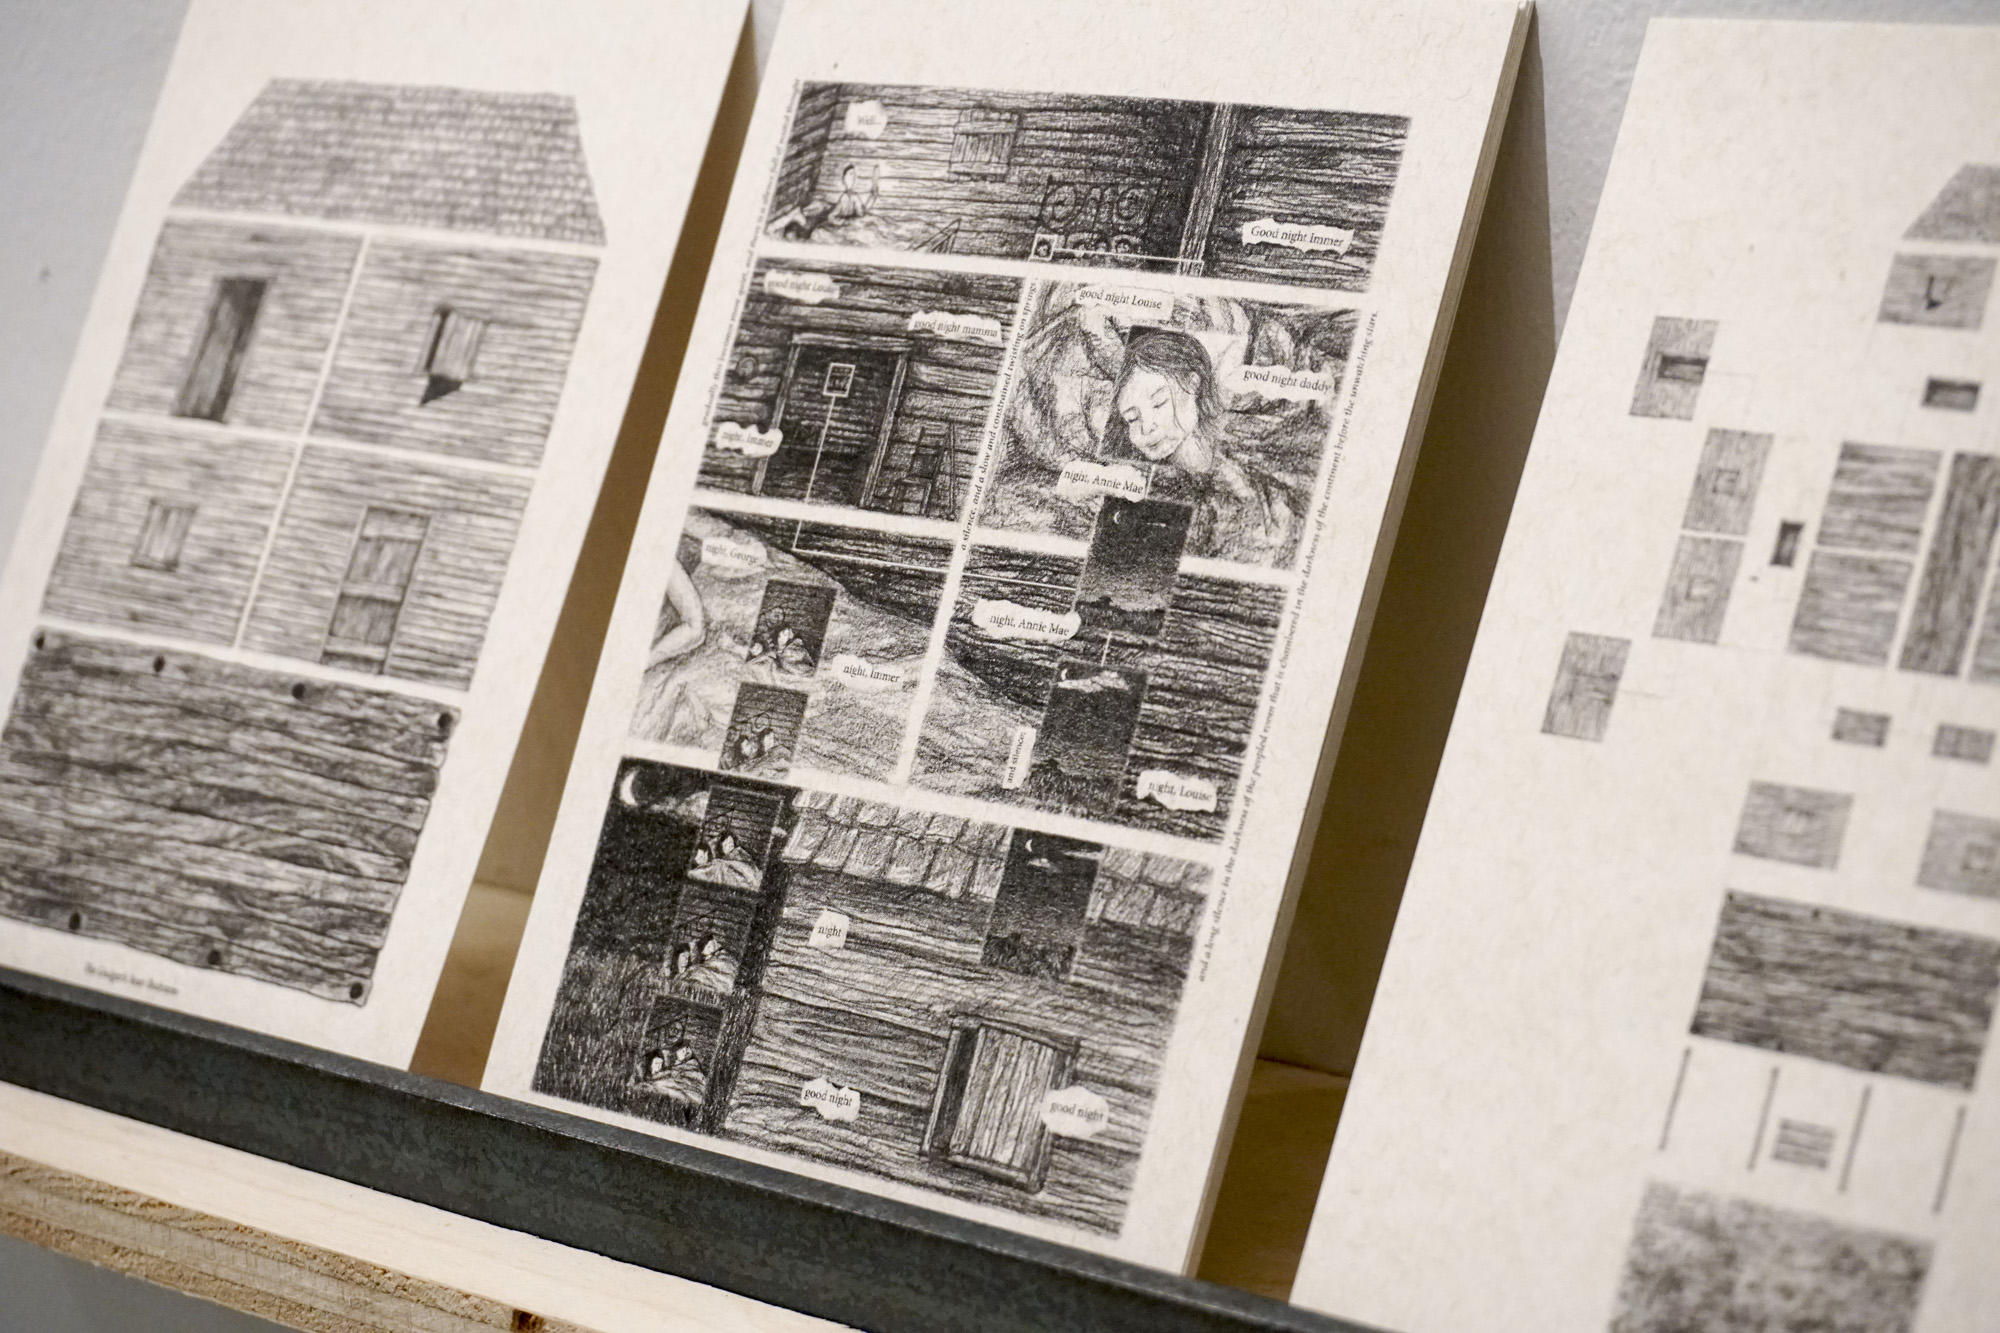 Well...
Good night Immer
good night Louise
good night mamma
good night Louise
good night daddy
night, Immer
night, Annie Mae
a silence, and a slow and constrained twisting on springs
night, George
night, Immer
night, Annie Mae
and silence
night, Louise
night
good night
good night
and a long silence in the darkness of the peopled room that is chambered in the darkness of the continent before the unwatching stars.